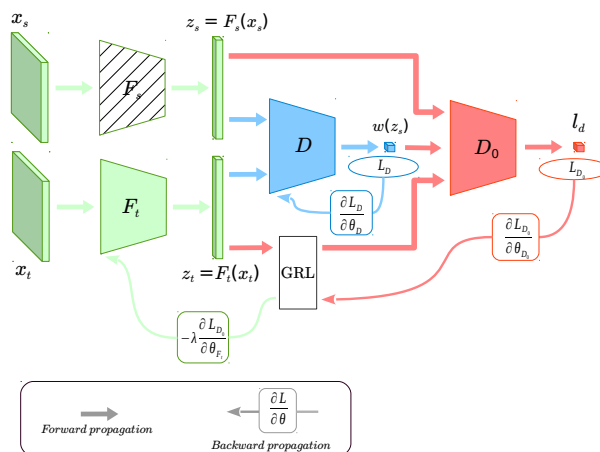 x_s
z_s = F_s(x_s)
F_s
D
w(z_s)
D_0
l_d
L_D
L_{D_0}
F_t
∂L_D
∂θ_D
∂L_{D_0}
∂θ_{D_0}
x_t
z_t = F_t(x_t)
GRL
−λ ∂L_{D_0}
∂θ_{F_t}
∂L
∂θ
Forward propagation
Backward propagation